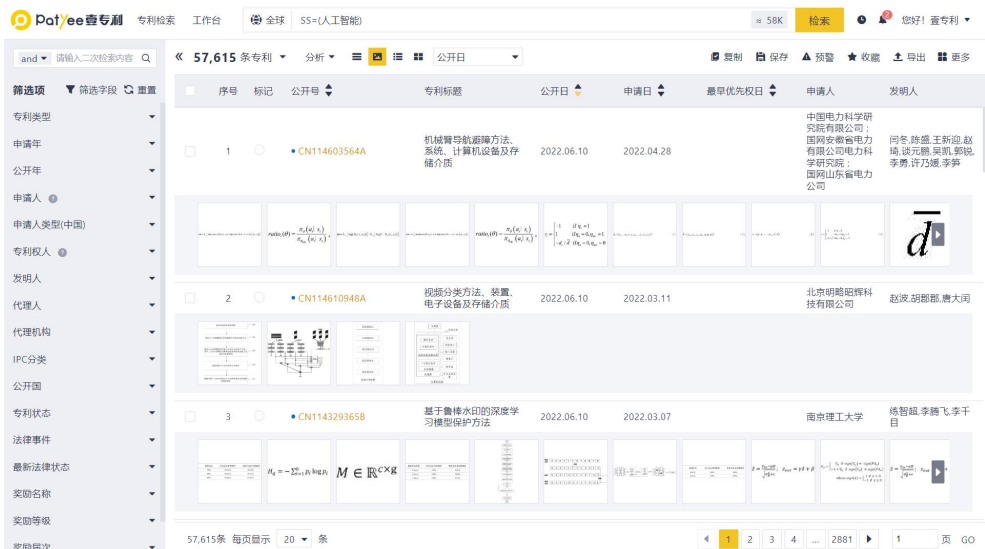 Patyee壹专利 专利检索 工作台 全球 SS=(人工智能) ≈ 58K 检索 2 您好！壹专利
and 请输入二次检索内容
57,615 条专利 分析 公开日 复制 保存 预警 收藏 导出 更多
筛选项 筛选字段 重置
序号 标记 公开号 专利标题 公开日 申请日 最早优先权日 申请人 发明人
专利类型
申请年
公开年
申请人
申请人类型(中国)
专利权人
发明人
代理人
代理机构
IPC分类
公开国
专利状态
法律事件
最新法律状态
奖励名称
奖励等级
奖励届次
1 CN114603564A
机械臂导航避障方法、
系统、计算机设备及存
储介质
2022.06.10 2022.04.28
中国电力科学研
究院有限公司；
国网安徽省电力
有限公司电力科
学研究院；
国网山东省电力
公司
闫冬,陈盛,王新迎,赵
琦,谈元鹏,吴凯,郭锐,
李勇,许乃媛,李笋
2 CN114610948A
视频分类方法、装置、
电子设备及存储介质
2022.06.10 2022.03.11
北京明略昭辉科
技有限公司
赵波,胡郡郡,唐大闰
3 CN114329365B
基于鲁棒水印的深度学
习模型保护方法
2022.06.10 2022.03.07
南京理工大学
练智超,李腾飞,李千
目
H_q = −Σ p_i log p_i
M ∈ ℝ^{c×g}
57,615条 每页显示 20 条 1 2 3 4 ... 2881 1 页 GO